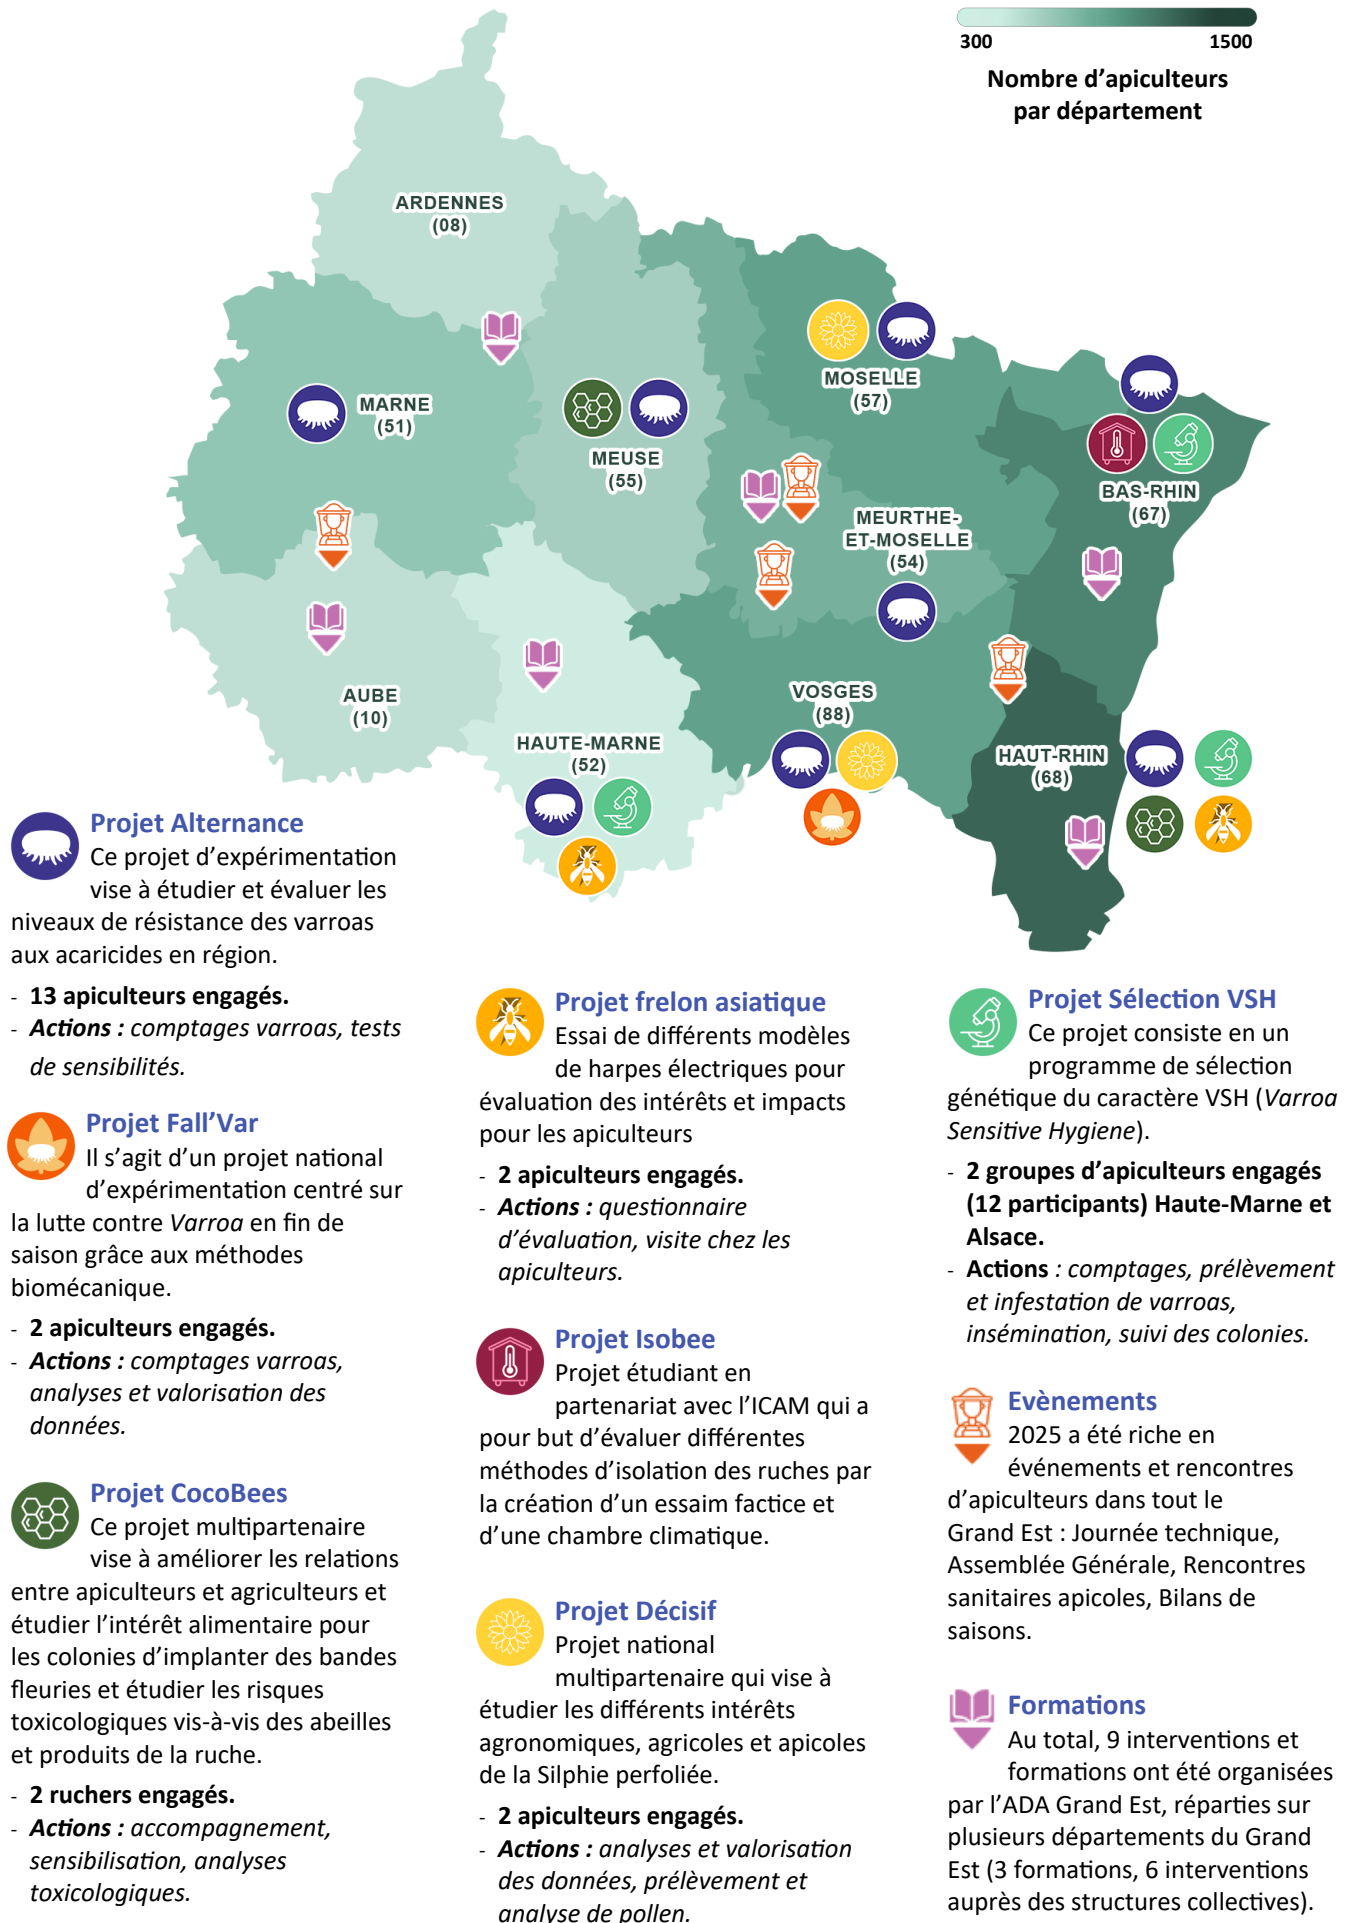 300
1500
Nombre d’apiculteurs
par département
ARDENNES
(08)
MARNE
(51)
MEUSE
(55)
MOSELLE
(57)
BAS-RHIN
(67)
MEURTHE-
ET-MOSELLE
(54)
AUBE
(10)
HAUTE-MARNE
(52)
VOSGES
(88)
HAUT-RHIN
(68)
Projet Alternance
Ce projet d’expérimentation
vise à étudier et évaluer les
niveaux de résistance des varroas
aux acaricides en région.
- 13 apiculteurs engagés.
- Actions : comptages varroas, tests
de sensibilités.
Projet Fall’Var
Il s’agit d’un projet national
d’expérimentation centré sur
la lutte contre Varroa en fin de
saison grâce aux méthodes
biomécanique.
- 2 apiculteurs engagés.
- Actions : comptages varroas,
analyses et valorisation des
données.
Projet CocoBees
Ce projet multipartenaire
vise à améliorer les relations
entre apiculteurs et agriculteurs et
étudier l’intérêt alimentaire pour
les colonies d’implanter des bandes
fleuries et étudier les risques
toxicologiques vis-à-vis des abeilles
et produits de la ruche.
- 2 ruchers engagés.
- Actions : accompagnement,
sensibilisation, analyses
toxicologiques.
Projet frelon asiatique
Essai de différents modèles
de harpes électriques pour
évaluation des intérêts et impacts
pour les apiculteurs
- 2 apiculteurs engagés.
- Actions : questionnaire
d’évaluation, visite chez les
apiculteurs.
Projet Isobee
Projet étudiant en
partenariat avec l’ICAM qui a
pour but d’évaluer différentes
méthodes d’isolation des ruches par
la création d’un essaim factice et
d’une chambre climatique.
Projet Décisif
Projet national
multipartenaire qui vise à
étudier les différents intérêts
agronomiques, agricoles et apicoles
de la Silphie perfoliée.
- 2 apiculteurs engagés.
- Actions : analyses et valorisation
des données, prélèvement et
analyse de pollen.
Projet Sélection VSH
Ce projet consiste en un
programme de sélection
génétique du caractère VSH (Varroa
Sensitive Hygiene).
- 2 groupes d’apiculteurs engagés
(12 participants) Haute-Marne et
Alsace.
- Actions : comptages, prélèvement
et infestation de varroas,
insémination, suivi des colonies.
Evènements
2025 a été riche en
événements et rencontres
d’apiculteurs dans tout le
Grand Est : Journée technique,
Assemblée Générale, Rencontres
sanitaires apicoles, Bilans de
saisons.
Formations
Au total, 9 interventions et
formations ont été organisées
par l’ADA Grand Est, réparties sur
plusieurs départements du Grand
Est (3 formations, 6 interventions
auprès des structures collectives).